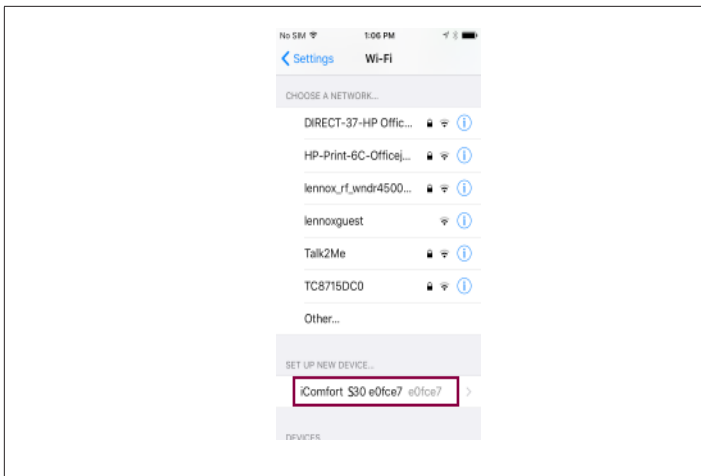 No SIM 1:06 PM
Settings Wi-Fi
CHOOSE A NETWORK...
DIRECT-37-HP Offic...
HP-Print-6C-Officej...
lennox_rf_wndr4500...
lennoxguest
Talk2Me
TC8715DC0
Other...
SET UP NEW DEVICE...
iComfort S30 e0fce7 e0fce7
DEVICES